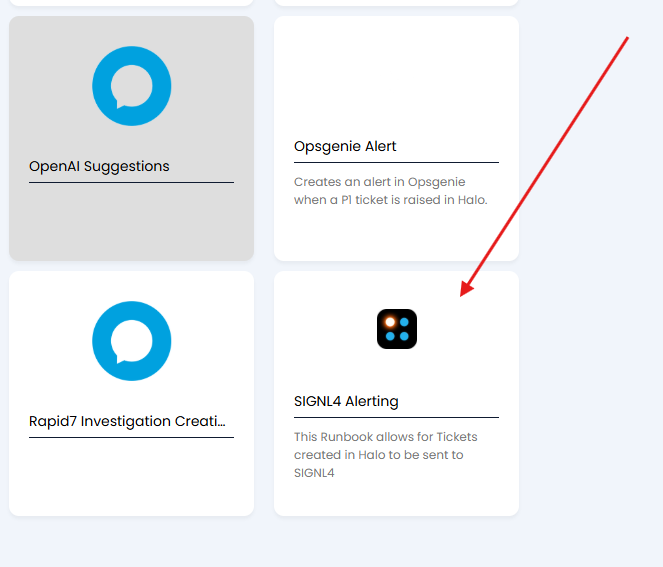 OpenAI Suggestions
Opsgenie Alert
Creates an alert in Opsgenie
when a P1 ticket is raised in Halo.
Rapid7 Investigation Creati...
SIGNL4 Alerting
This Runbook allows for Tickets
created in Halo to be sent to
SIGNL4